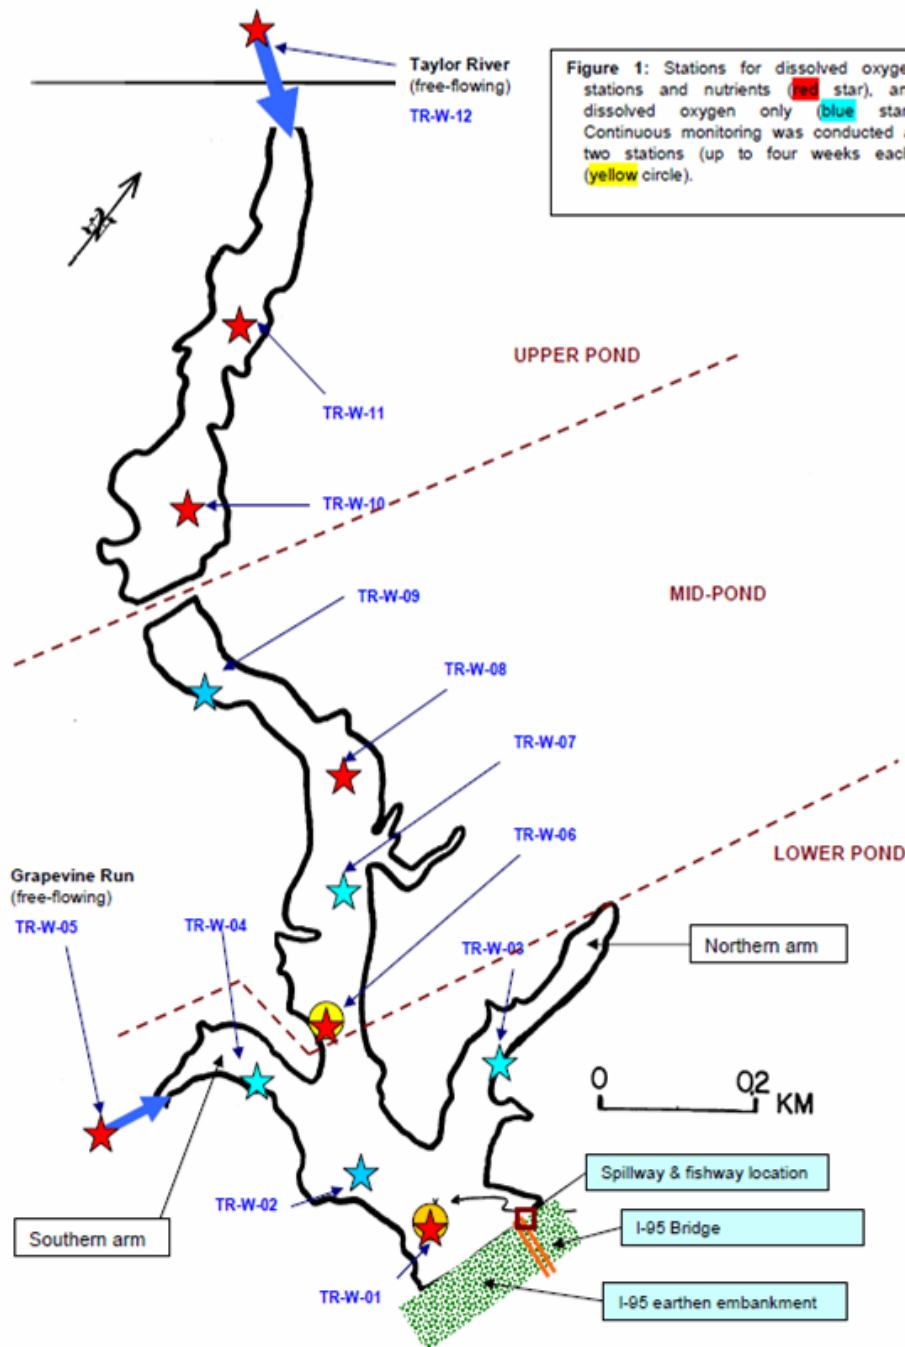 Taylor River
(free-flowing)
TR-W-12
Figure 1: Stations for dissolved oxyge
stations and nutrients (red star), an
dissolved oxygen only (blue star
Continuous monitoring was conducted a
two stations (up to four weeks each
(yellow circle).
N
UPPER POND
TR-W-11
TR-W-10
MID-POND
TR-W-09
TR-W-08
TR-W-07
TR-W-06
LOWER POND
Grapevine Run
(free-flowing)
TR-W-05
TR-W-04
TR-W-03
Northern arm
0 0.2
KM
Spillway & fishway location
TR-W-02
I-95 Bridge
Southern arm
TR-W-01
I-95 earthen embankment